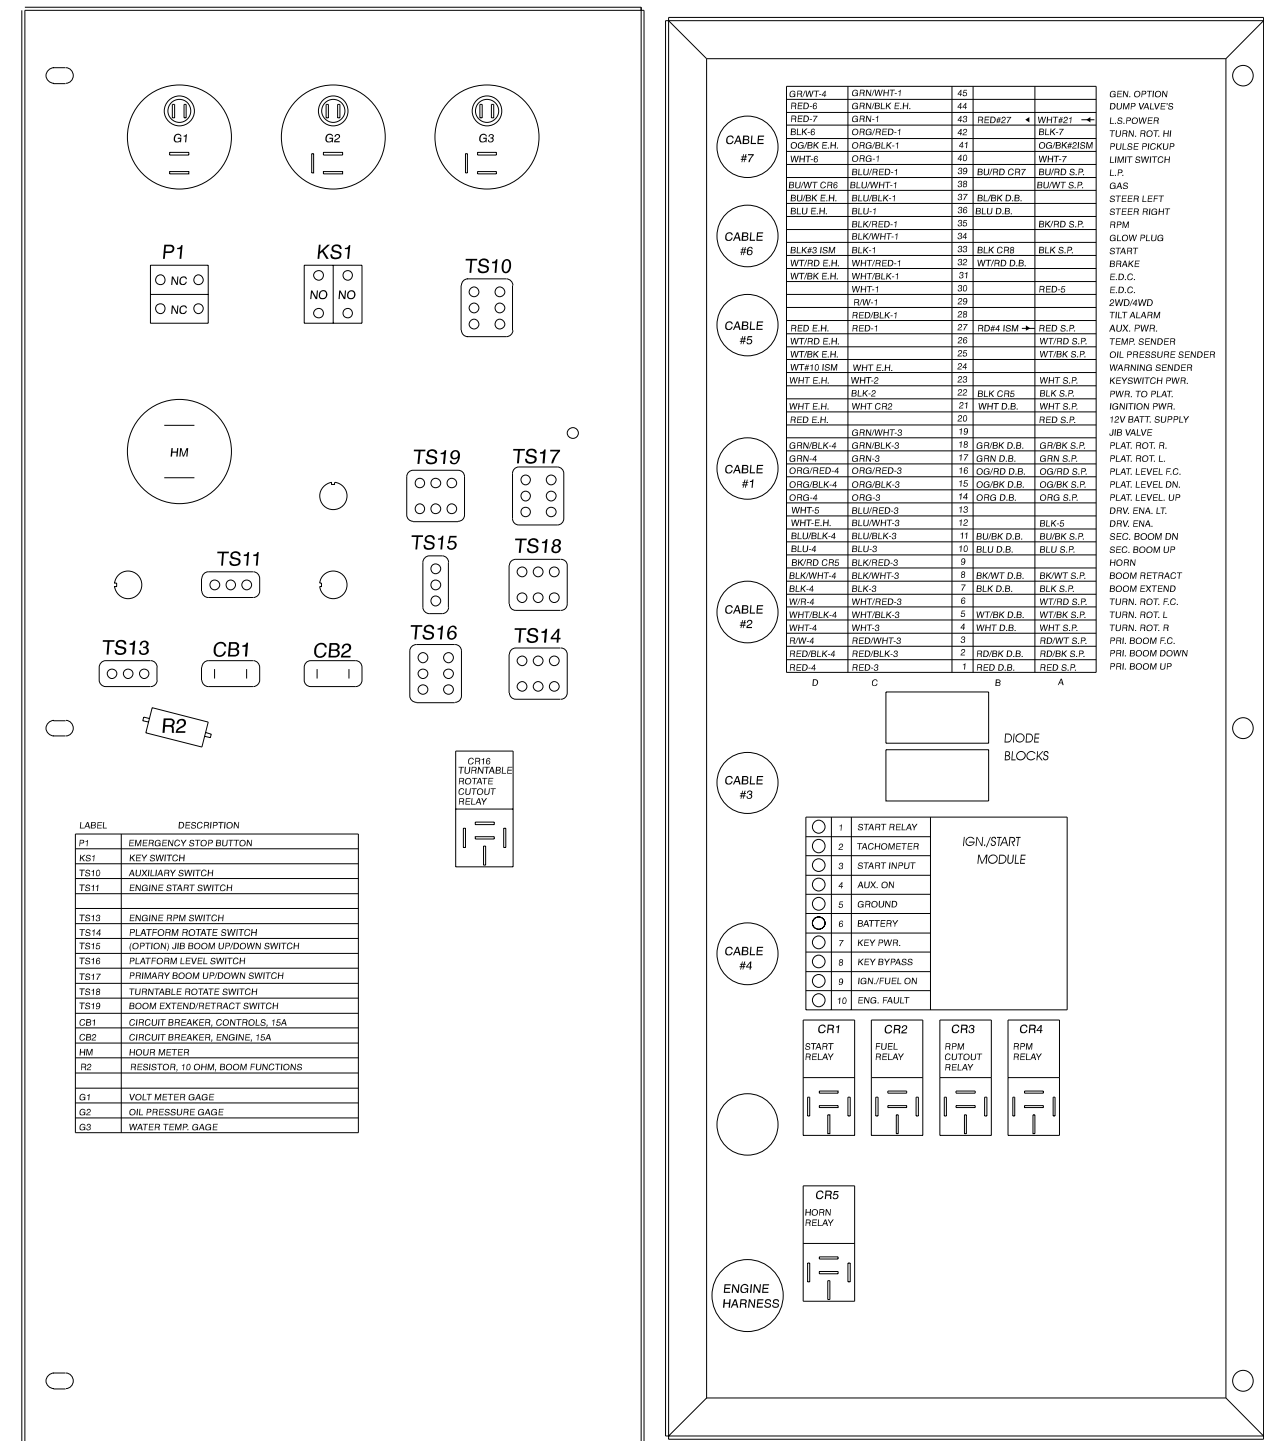 G1
G2
G3
P1
KS1
TS10
NC
NC
NO NO
HM
TS19
TS17
TS11
TS15
TS18
TS13
CB1
CB2
TS16
TS14
R2
CR16
TURNTABLE
ROTATE
CUTOUT
RELAY
LABEL DESCRIPTION
P1 EMERGENCY STOP BUTTON
KS1 KEY SWITCH
TS10 AUXILIARY SWITCH
TS11 ENGINE START SWITCH
TS13 ENGINE RPM SWITCH
TS14 PLATFORM ROTATE SWITCH
TS15 (OPTION) JIB BOOM UP/DOWN SWITCH
TS16 PLATFORM LEVEL SWITCH
TS17 PRIMARY BOOM UP/DOWN SWITCH
TS18 TURNTABLE ROTATE SWITCH
TS19 BOOM EXTEND/RETRACT SWITCH
CB1 CIRCUIT BREAKER, CONTROLS, 15A
CB2 CIRCUIT BREAKER, ENGINE, 15A
HM HOUR METER
R2 RESISTOR, 10 OHM, BOOM FUNCTIONS
G1 VOLT METER GAGE
G2 OIL PRESSURE GAGE
G3 WATER TEMP. GAGE
CABLE
#7
CABLE
#6
CABLE
#5
CABLE
#1
CABLE
#2
CABLE
#3
CABLE
#4
ENGINE
HARNESS
GR/WT-4 GRN/WHT-1 45 GEN. OPTION
RED-6 GRN/BLK E.H. 44 DUMP VALVE'S
RED-7 GRN-1 43 RED#27 WHT#21 L.S.POWER
BLK-6 ORG/RED-1 42 BLK-7 TURN. ROT. HI
OG/BK E.H. ORG/BLK-1 41 OG/BK#2ISM PULSE PICKUP
WHT-6 ORG-1 40 WHT-7 LIMIT SWITCH
BLU/RED-1 39 BU/RD CR7 BU/RD S.P. L.P.
BU/WT CR6 BLU/WHT-1 38 BU/WT S.P. GAS
BU/BK E.H. BLU/BLK-1 37 BL/BK D.B. STEER LEFT
BLU E.H. BLU-1 36 BLU D.B. STEER RIGHT
BLK/RED-1 35 BK/RD S.P. RPM
BLK/WHT-1 34 GLOW PLUG
BLK#3 ISM BLK-1 33 BLK CR8 BLK S.P. START
WT/RD E.H. WHT/RED-1 32 WT/RD D.B. BRAKE
WT/BK E.H. WHT/BLK-1 31 E.D.C.
WHT-1 30 RED-5 E.D.C.
R/W-1 29 2WD/4WD
RED/BLK-1 28 TILT ALARM
RED E.H. RED-1 27 RD#4 ISM RED S.P. AUX. PWR.
WT/RD E.H. 26 WT/RD S.P. TEMP. SENDER
WT/BK E.H. 25 WT/BK S.P. OIL PRESSURE SENDER
WT#10 ISM WHT E.H. 24 WARNING SENDER
WHT E.H. WHT-2 23 WHT S.P. KEYSWITCH PWR.
BLK-2 22 BLK CR5 BLK S.P. PWR. TO PLAT.
WHT E.H. WHT CR2 21 WHT D.B. WHT S.P. IGNITION PWR.
RED E.H. 20 RED S.P. 12V BATT. SUPPLY
GRN/WHT-3 19 JIB VALVE
GRN/BLK-4 GRN/BLK-3 18 GR/BK D.B. GR/BK S.P. PLAT. ROT. R.
GRN-4 GRN-3 17 GRN D.B. GRN S.P. PLAT. ROT. L.
ORG/RED-4 ORG/RED-3 16 OG/RD D.B. OG/RD S.P. PLAT. LEVEL F.C.
ORG/BLK-4 ORG/BLK-3 15 OG/BK D.B. OG/BK S.P. PLAT. LEVEL DN.
ORG-4 ORG-3 14 ORG D.B. ORG S.P. PLAT. LEVEL. UP
WHT-5 BLU/RED-3 13 DRV. ENA. LT.
WHT-E.H. BLU/WHT-3 12 BLK-5 DRV. ENA.
BLU/BLK-4 BLU/BLK-3 11 BU/BK D.B. BU/BK S.P. SEC. BOOM DN
BLU-4 BLU-3 10 BLU D.B. BLU S.P. SEC. BOOM UP
BK/RD CR5 BLK/RED-3 9 HORN
BLK/WHT-4 BLK/WHT-3 8 BK/WT D.B. BK/WT S.P. BOOM RETRACT
BLK-4 BLK-3 7 BLK D.B. BLK S.P. BOOM EXTEND
W/R-4 WHT/RED-3 6 WT/RD S.P. TURN. ROT. F.C.
WHT/BLK-4 WHT/BLK-3 5 WT/BK D.B. WT/BK S.P. TURN. ROT. L
WHT-4 WHT-3 4 WHT D.B. WHT S.P. TURN. ROT. R
R/W-4 RED/WHT-3 3 RD/WT S.P. PRI. BOOM F.C.
RED/BLK-4 RED/BLK-3 2 RD/BK D.B. RD/BK S.P. PRI. BOOM DOWN
RED-4 RED-3 1 RED D.B. RED S.P. PRI. BOOM UP
D C B A
DIODE
BLOCKS
1 START RELAY
2 TACHOMETER
3 START INPUT
4 AUX. ON
5 GROUND
6 BATTERY
7 KEY PWR.
8 KEY BYPASS
9 IGN./FUEL ON
10 ENG. FAULT
IGN./START
MODULE
CR1
START
RELAY
CR2
FUEL
RELAY
CR3
RPM
CUTOUT
RELAY
CR4
RPM
RELAY
CR5
HORN
RELAY